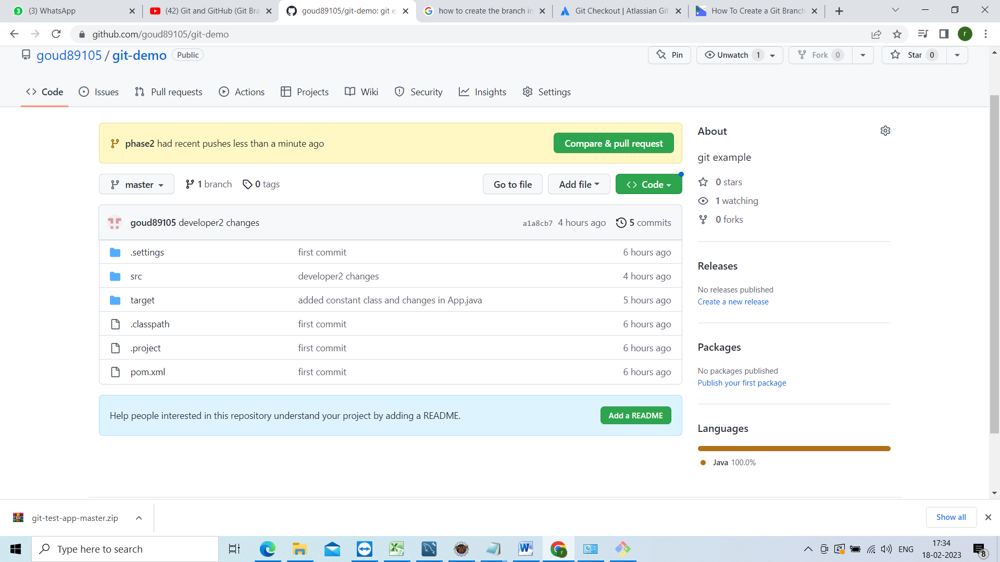 (3) WhatsApp
(42) Git and GitHub (Git Bra
goud89105/git-demo: git e
how to create the branch in
Git Checkout | Atlassian Git
How To Create a Git Branch
github.com/goud89105/git-demo
r
goud89105 / git-demo Public
Pin
Unwatch 1
Fork 0
Star 0
Code
Issues
Pull requests
Actions
Projects
Wiki
Security
Insights
Settings
phase2 had recent pushes less than a minute ago
Compare & pull request
master
1 branch
0 tags
Go to file
Add file
Code
goud89105 developer2 changes
a1a8cb7 4 hours ago
5 commits
.settings first commit 6 hours ago
src developer2 changes 4 hours ago
target added constant class and changes in App.java 5 hours ago
.classpath first commit 6 hours ago
.project first commit 6 hours ago
pom.xml first commit 6 hours ago
Help people interested in this repository understand your project by adding a README.
Add a README
About
git example
0 stars
1 watching
0 forks
Releases
No releases published
Create a new release
Packages
No packages published
Publish your first package
Languages
Java 100.0%
git-test-app-master.zip
Show all
Type here to search
ENG
17:34
18-02-2023
8